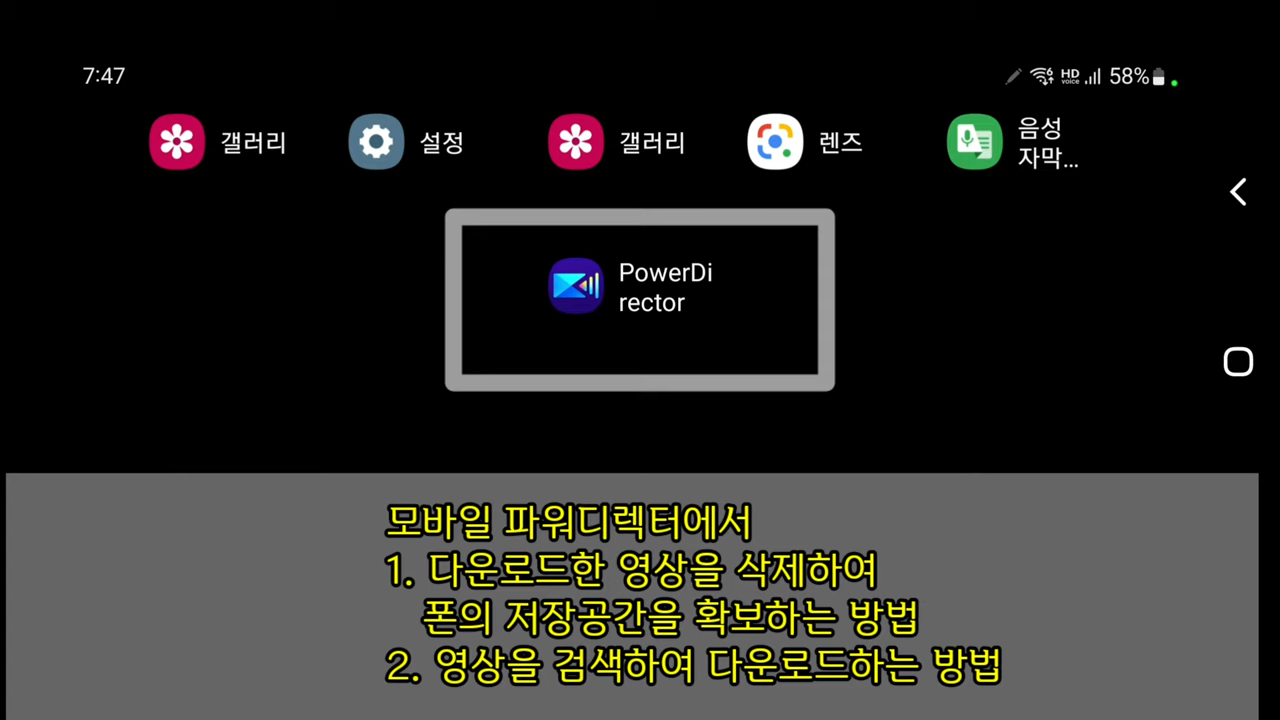 7:47 HD voice 58%
갤러리 설정 갤러리 렌즈 음성
자막...
PowerDi
rector
모바일 파워디렉터에서
1. 다운로드한 영상을 삭제하여
폰의 저장공간을 확보하는 방법
2. 영상을 검색하여 다운로드하는 방법